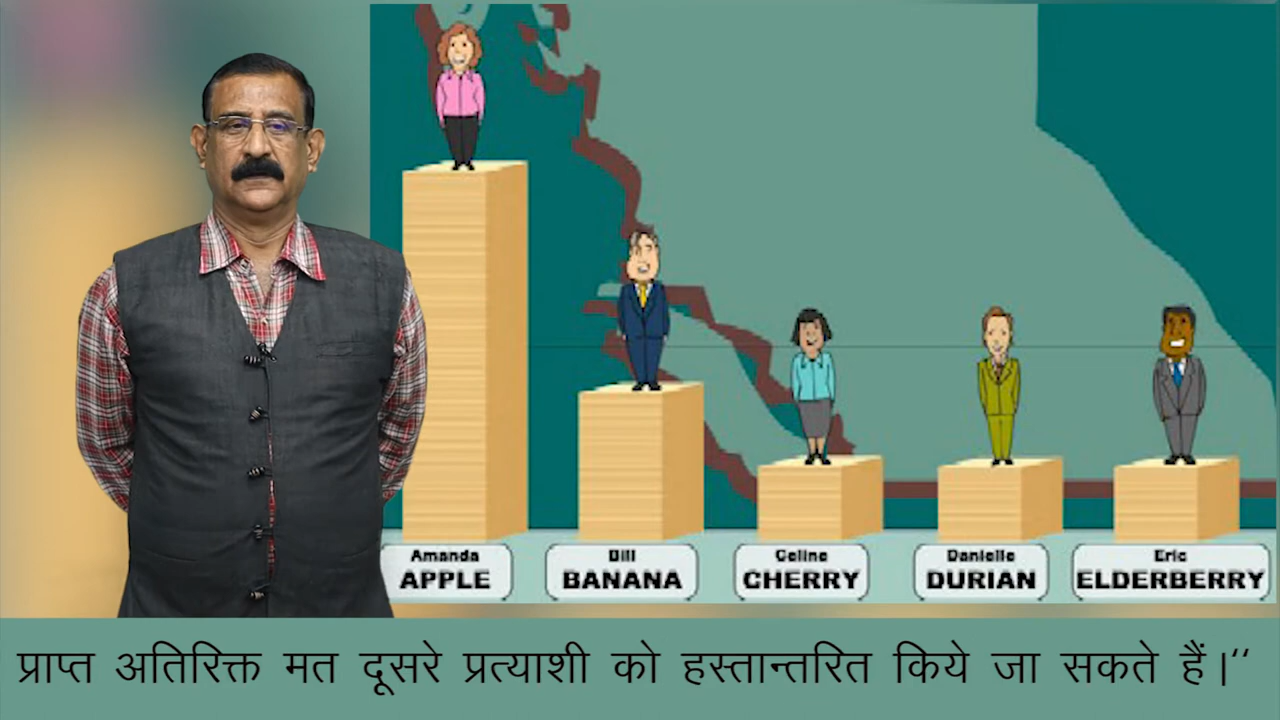 Amanda
APPLE
Bill
BANANA
Celine
CHERRY
Danielle
DURIAN
Eric
ELDERBERRY
प्राप्त अतिरिक्त मत दूसरे प्रत्याशी को हस्तान्तरित किये जा सकते हैं।‘‘